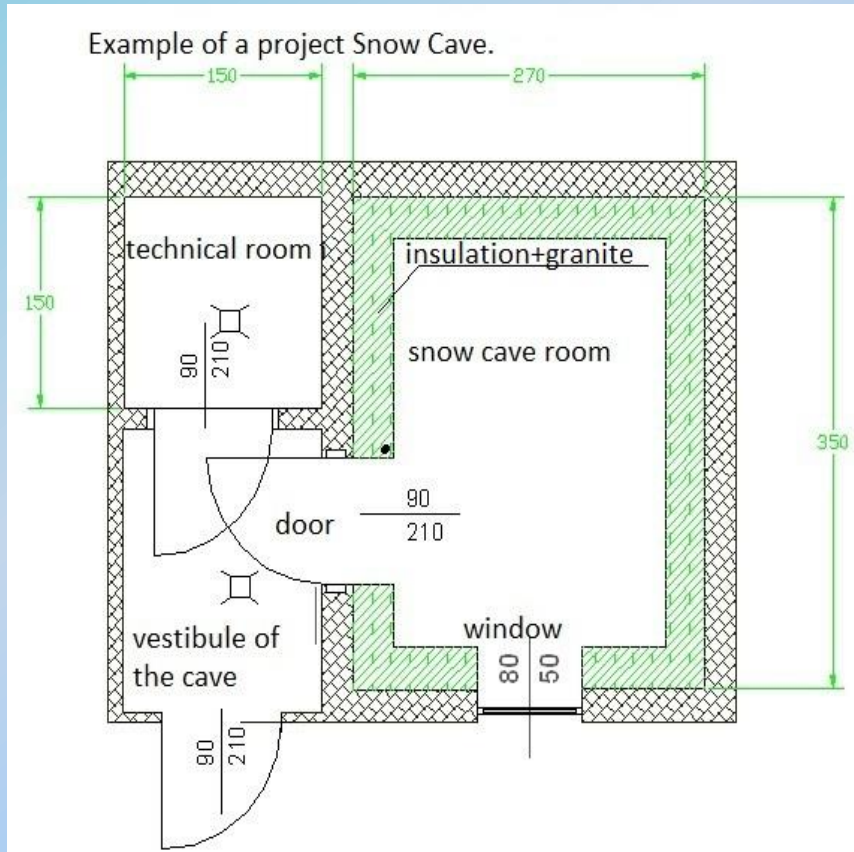 Example of a project Snow Cave.
150
270
technical room
insulation+granite
150
90
210
snow cave room
350
90
210
door
vestibule of
the cave
window
80
50
90
210